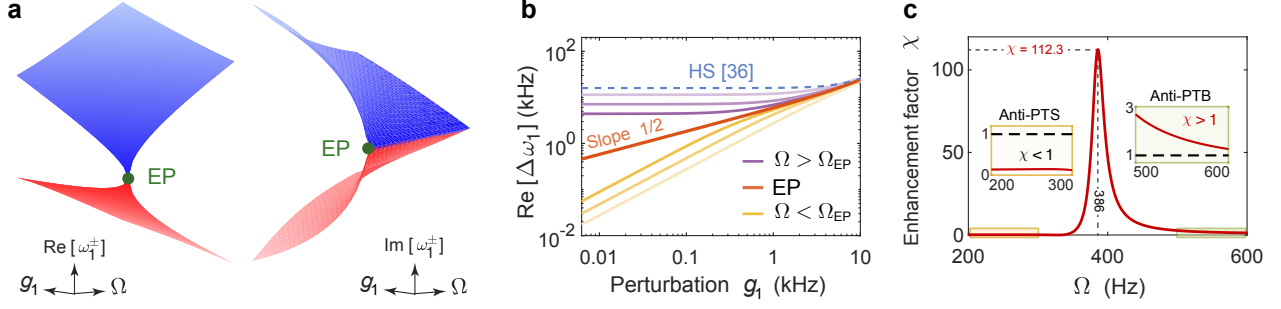 a
EP
EP
Re [ω₁±]
g₁
Ω
Im [ω₁±]
g₁
Ω
b
Re [Δω₁] (kHz)
10²
10⁰
10⁻²
HS [36]
Slope 1/2
Ω > Ω_EP
EP
Ω < Ω_EP
0.01
0.1
1
10
Perturbation g₁ (kHz)
c
Enhancement factor χ
100
50
0
χ = 112.3
Anti-PTS
1
χ < 1
0
200
300
Anti-PTB
3
χ > 1
1
500
600
386
200
400
600
Ω (Hz)